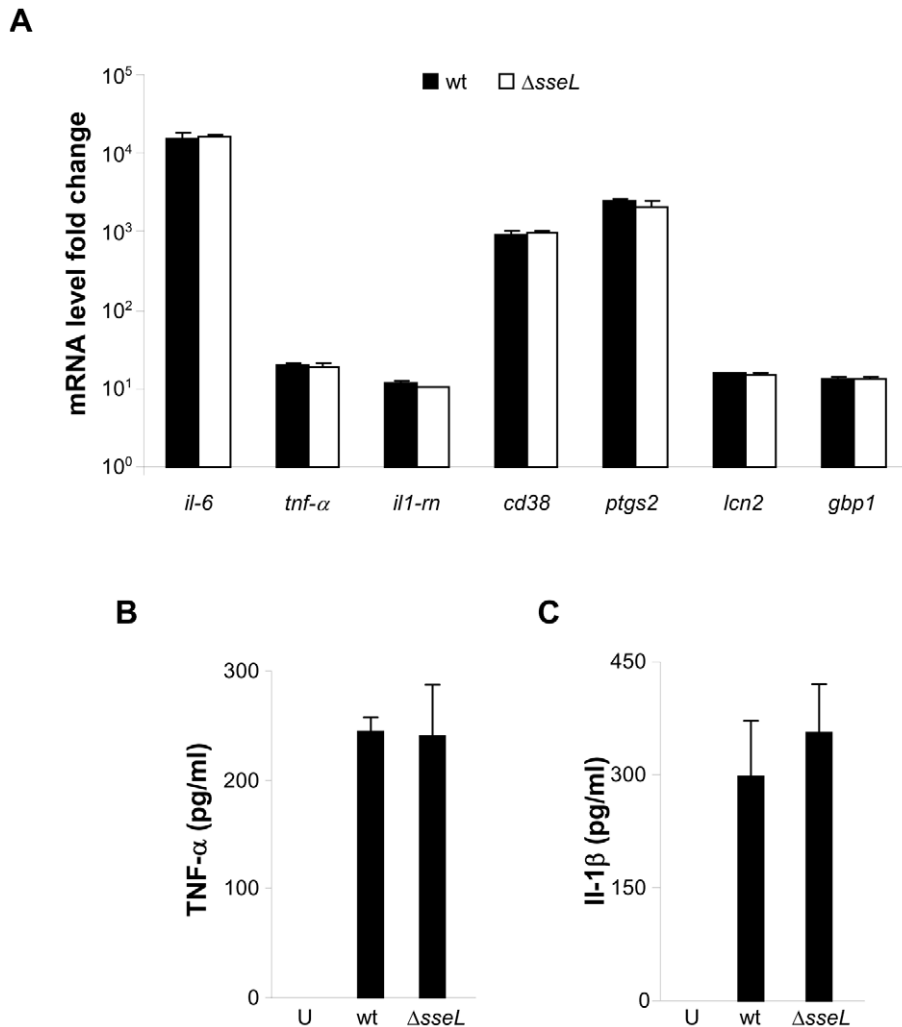 A
mRNA level fold change
wt ΔsseL
10⁵
10⁴
10³
10²
10¹
10⁰
il-6 tnf-α il1-rn cd38 ptgs2 lcn2 gbp1
B
TNF-α (pg/ml)
300
200
100
0
U wt ΔsseL
C
Il-1β (pg/ml)
450
300
150
0
U wt ΔsseL